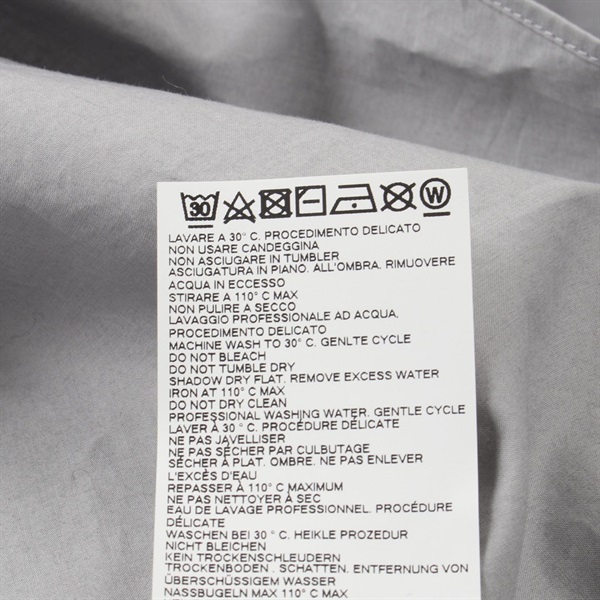 30 W
LAVARE A 30° C. PROCEDIMENTO DELICATO
NON USARE CANDEGGINA
NON ASCIUGARE IN TUMBLER
ASCIUGATURA IN PIANO. ALL'OMBRA. RIMUOVERE
ACQUA IN ECCESSO
STIRARE A 110° C MAX
NON PULIRE A SECCO
LAVAGGIO PROFESSIONALE AD ACQUA.
PROCEDIMENTO DELICATO
MACHINE WASH TO 30° C. GENLTE CYCLE
DO NOT BLEACH
DO NOT TUMBLE DRY
SHADOW DRY FLAT. REMOVE EXCESS WATER
IRON AT 110° C MAX
DO NOT DRY CLEAN
PROFESSIONAL WASHING WATER. GENTLE CYCLE
LAVER À 30° C. PROCÉDURE DÉLICATE
NE PAS JAVELLISER
NE PAS SÉCHER PAR CULBUTAGE
SÉCHER À PLAT. OMBRE. NE PAS ENLEVER
L'EXCÈS D'EAU
REPASSER À 110° C MAXIMUM
NE PAS NETTOYER À SEC
EAU DE LAVAGE PROFESSIONNEL. PROCÉDURE
DÉLICATE
WASCHEN BEI 30 ° C. HEIKLE PROZEDUR
NICHT BLEICHEN
KEIN TROCKENSCHLEUDERN
TROCKENBODEN . SCHATTEN. ENTFERNUNG VON
ÜBERSCHÜSSIGEM WASSER
NASSBUGELN MAX 110° C MAX